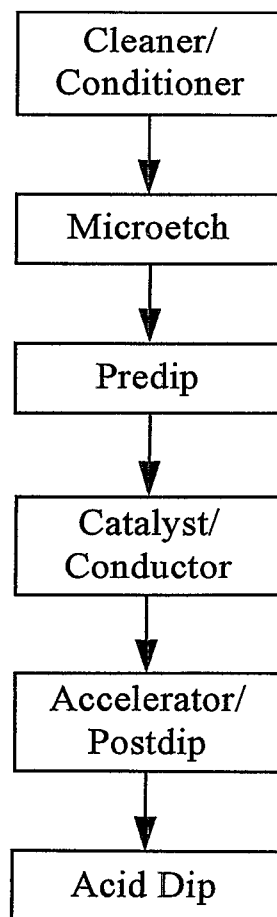 Cleaner/
Conditioner
Microetch
Predip
Catalyst/
Conductor
Accelerator/
Postdip
Acid Dip